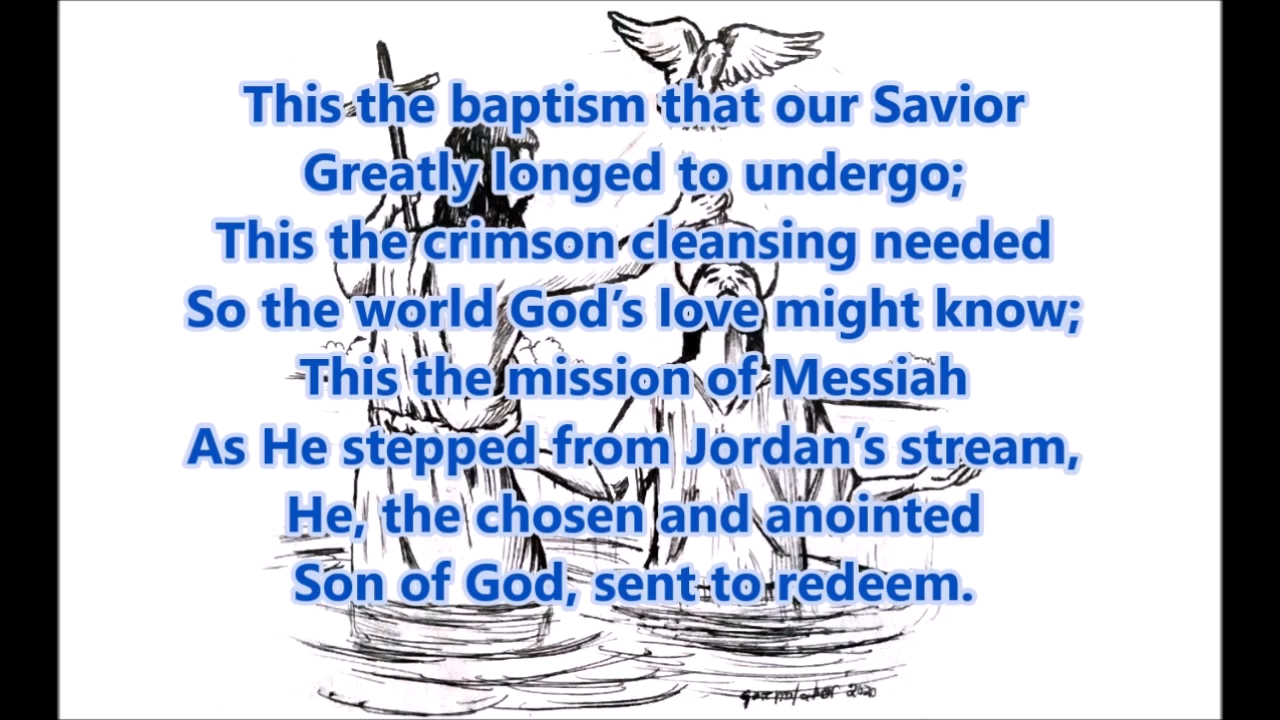 This the baptism that our Savior
Greatly longed to undergo;
This the crimson cleansing needed
So the world God’s love might know;
This the mission of Messiah
As He stepped from Jordan’s stream,
He, the chosen and anointed
Son of God, sent to redeem.
2020